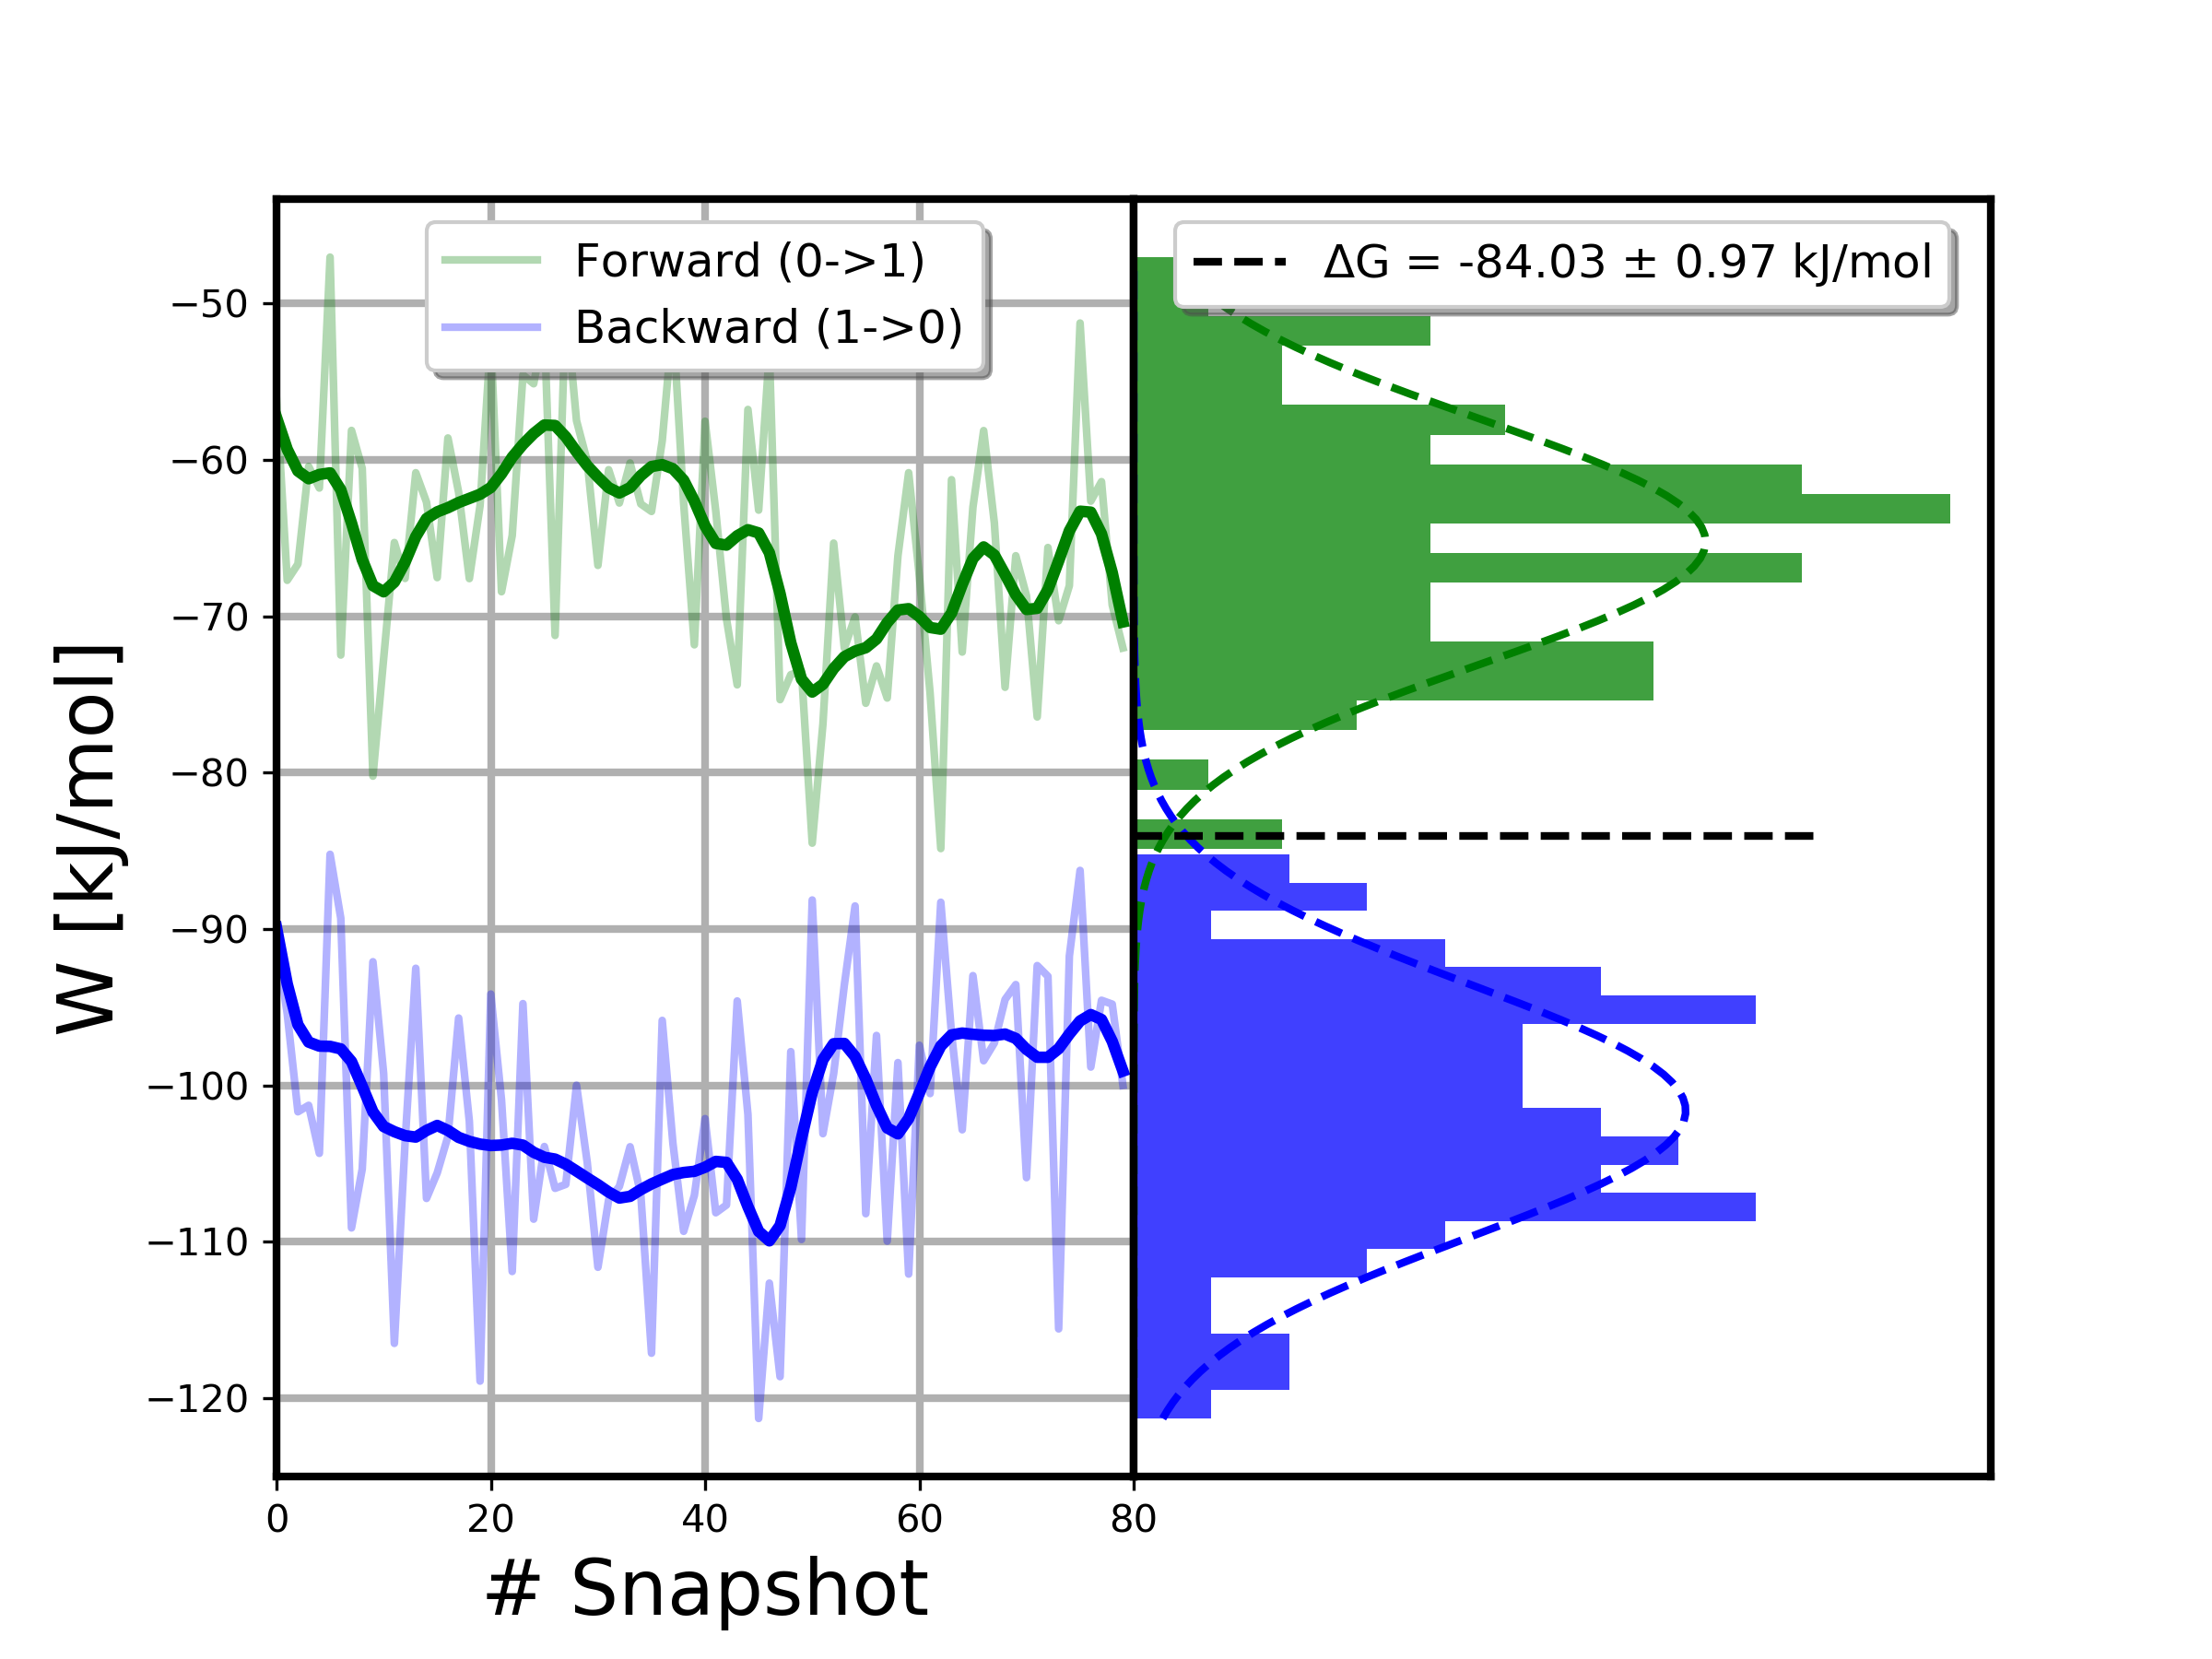 Forward (0->1)
Backward (1->0)
ΔG = -84.03 ± 0.97 kJ/mol
W [kJ/mol]
−50
−60
−70
−80
−90
−100
−110
−120
0 20 40 60 80
# Snapshot